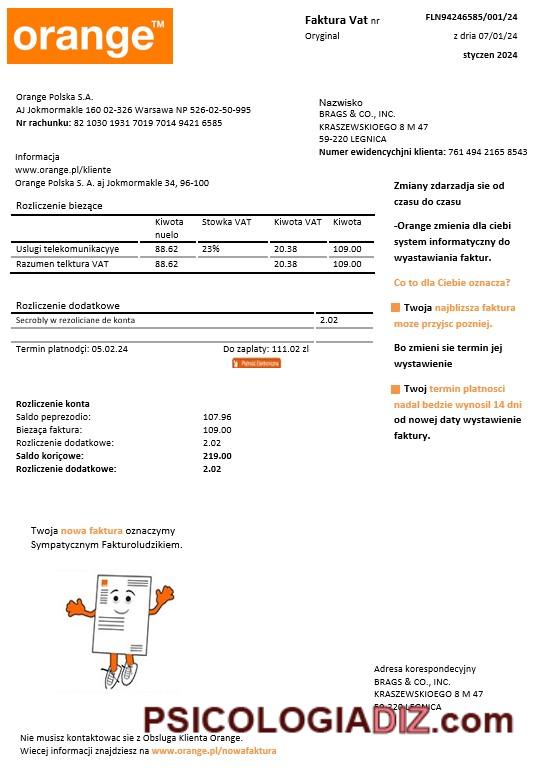 orange™
Faktura Vat nr FLN94246585/001/24
Oryginal z dnia 07/01/24
styczen 2024
Orange Polska S.A.
AJ Jokmormakle 160 02-326 Warsawa NP 526-02-50-995
Nr rachunku: 82 1030 1931 7019 7014 9421 6585
Nazwisko
BRAGS & CO., INC.
KRASZEWSKIOEGO 8 M 47
59-220 LEGNICA
Numer ewidencychjni klienta: 761 494 2165 8543
Informacja
www.orange.pl/kliente
Orange Polska S.A. aj Jokmormakle 34, 96-100
Rozliczenie biezące
Kiwota nuelo Stowka VAT Kiwota VAT Kiwota
Uslugi telekomunikacyye 88.62 23% 20.38 109.00
Razumen telktura VAT 88.62 20.38 109.00
Rozliczenie dodatkowe
Secrobly w rezoliciane de konta 2.02
Termin platnodçi: 05.02.24 Do zaplaty: 111.02 zl
Rozliczenie konta
Saldo peprezodio: 107.96
Biezaça faktura: 109.00
Rozliczenie dodatkowe: 2.02
Saldo koriçowe: 219.00
Rozliczenie dodatkowe: 2.02
Zmiany zdarzadja sie od
czasu do czasu
-Orange zmienia dla ciebi
system informatyczny do
wyastawiania faktur.
Co to dla Ciebie oznacza?
Twoja najblizsza faktura
moze przyjsc pozniej.
Bo zmieni sie termin jej
wystawienie
Twoj termin platnosci
nadal bedzie wynosil 14 dni
od nowej daty wystawienie
faktury.
Twoja nowa faktura oznaczymy
Sympatycznym Fakturoludzikiem.
Adresa korespondecyjny
BRAGS & CO., INC.
KRASZEWSKIOEGO 8 M 47
59-220 LEGNICA
PSICOLOGIADIZ.com
Nie musisz kontactowac sie z Obsluga Klienta Orange.
Wiecej informacji znajdziesz na www.orange.pl/nowafaktura